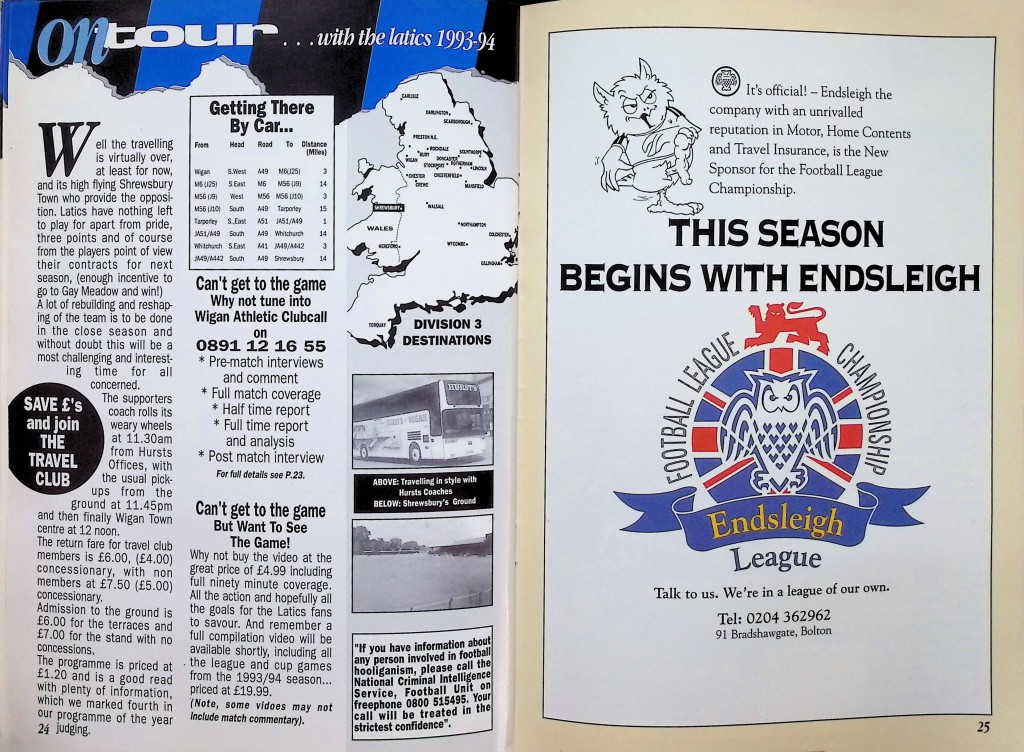 on tour ...with the latics 1993-94
Well the travelling
is virtually over,
at least for now,
and its high flying Shrewsbury
Town who provide the opposi-
tion. Latics have nothing left
to play for apart from pride,
three points and of course
from the players point of view
their contracts for next
season, (enough incentive to
go to Gay Meadow and win!)
A lot of rebuilding and reshap-
ing of the team is to be done
in the close season and
without doubt this will be a
most challenging and interest-
ing time for all
concerned.
The supporters
coach rolls its
weary wheels
at 11.30am
from Hursts
Offices, with
the usual pick-
ups from the
ground at 11.45pm
and then finally Wigan Town
centre at 12 noon.
The return fare for travel club
members is £6.00, (£4.00)
concessionary, with non
members at £7.50 (£5.00)
concessionary.
Admission to the ground is
£6.00 for the terraces and
£7.00 for the stand with no
concessions.
The programme is priced at
£1.20 and is a good read
with plenty of information,
which we marked fourth in
our programme of the year
judging.
24
SAVE £'s
and join
THE
TRAVEL
CLUB
Getting There
By Car...
From Head Road To Distance
(Miles)
Wigan S.West A49 M6(J25) 3
M6 (J25) S.East M6 M56 (J9) 14
M56 (J9) West M56 M56 (J10) 3
M56 (J10) South A49 Tarporley 15
Tarporley S.,East A51 JA51/A49 1
JA51/A49 South A49 Whitchurch 14
Whitchurch S.East A41 JA49/A442 3
JA49/A442 South A49 Shrewsbury 14
Can't get to the game
Why not tune into
Wigan Athletic Clubcall
on
0891 12 16 55
* Pre-match interviews
and comment
* Full match coverage
* Half time report
* Full time report
and analysis
* Post match interview
For full details see P.23.
Can't get to the game
But Want To See
The Game!
Why not buy the video at the
great price of £4.99 including
full ninety minute coverage.
All the action and hopefully all
the goals for the Latics fans
to savour. And remember a
full compilation video will be
available shortly, including all
the league and cup games
from the 1993/94 season...
priced at £19.99.
(Note, some vidoes may not
include match commentary).
CARLISLE
DARLINGTON
SCARBOROUGH
PRESTON N.E.
ROCHDALE
BURY
SCUNTHORPE
WIGAN
DONCASTER
STOCKPORT
ROTHERHAM
LINCOLN
CHESTER
CHESTERFIELD
CREWE
MANSFIELD
SHREWSBURY
WALSALL
WALES
NORTHAMPTON
COLCHESTER
HEREFORD
WYCOMBE
GILLINGHAM
TORQUAY
DIVISION 3
DESTINATIONS
HURST'S
ABOVE: Travelling in style with
Hursts Coaches
BELOW: Shrewsbury's Ground
"If you have information about
any person involved in football
hooliganism, please call the
National Criminal Intelligence
Service, Football Unit on
freephone 0800 515495. Your
call will be treated in the
strictest confidence".
It's official! – Endsleigh the
company with an unrivalled
reputation in Motor, Home Contents
and Travel Insurance, is the New
Sponsor for the Football League
Championship.
THIS SEASON
BEGINS WITH ENDSLEIGH
FOOTBALL LEAGUE CHAMPIONSHIP
Endsleigh
League
Talk to us. We're in a league of our own.
Tel: 0204 362962
91 Bradshawgate, Bolton
25